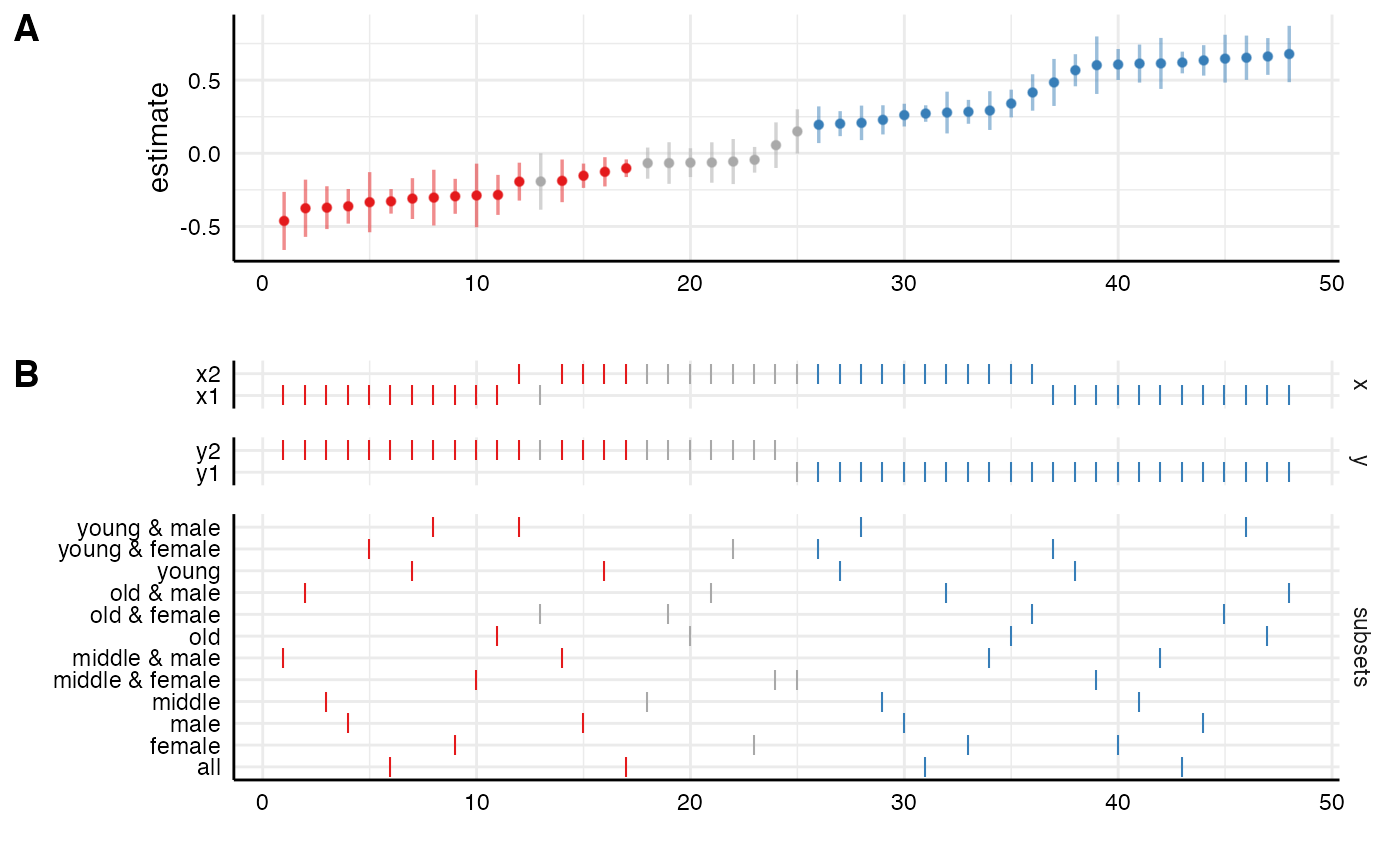 A
estimate
0.5
0.0
-0.5
0 10 20 30 40 50
B
x2
x1
x
y2
y1
y
young & male
young & female
young
old & male
old & female
old
middle & male
middle & female
middle
male
female
all
subsets
0 10 20 30 40 50